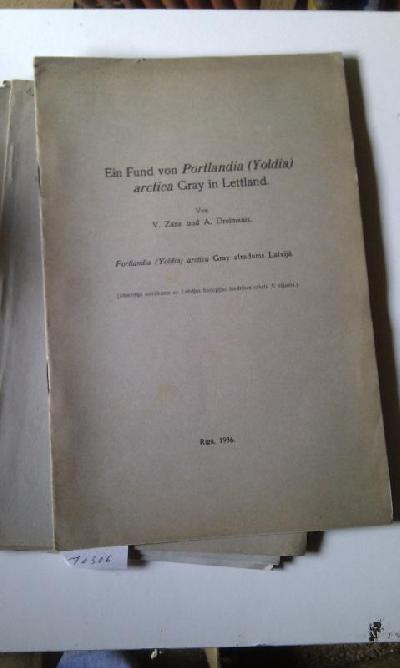 Ein Fund von Portlandia (Yoldia)
arctica Gray in Lettland.
Von
V. Zāns und A. Dreimanis.
Portlandia (Yoldia) arctica Gray atradums Latvijā
Rīgā, 1936.